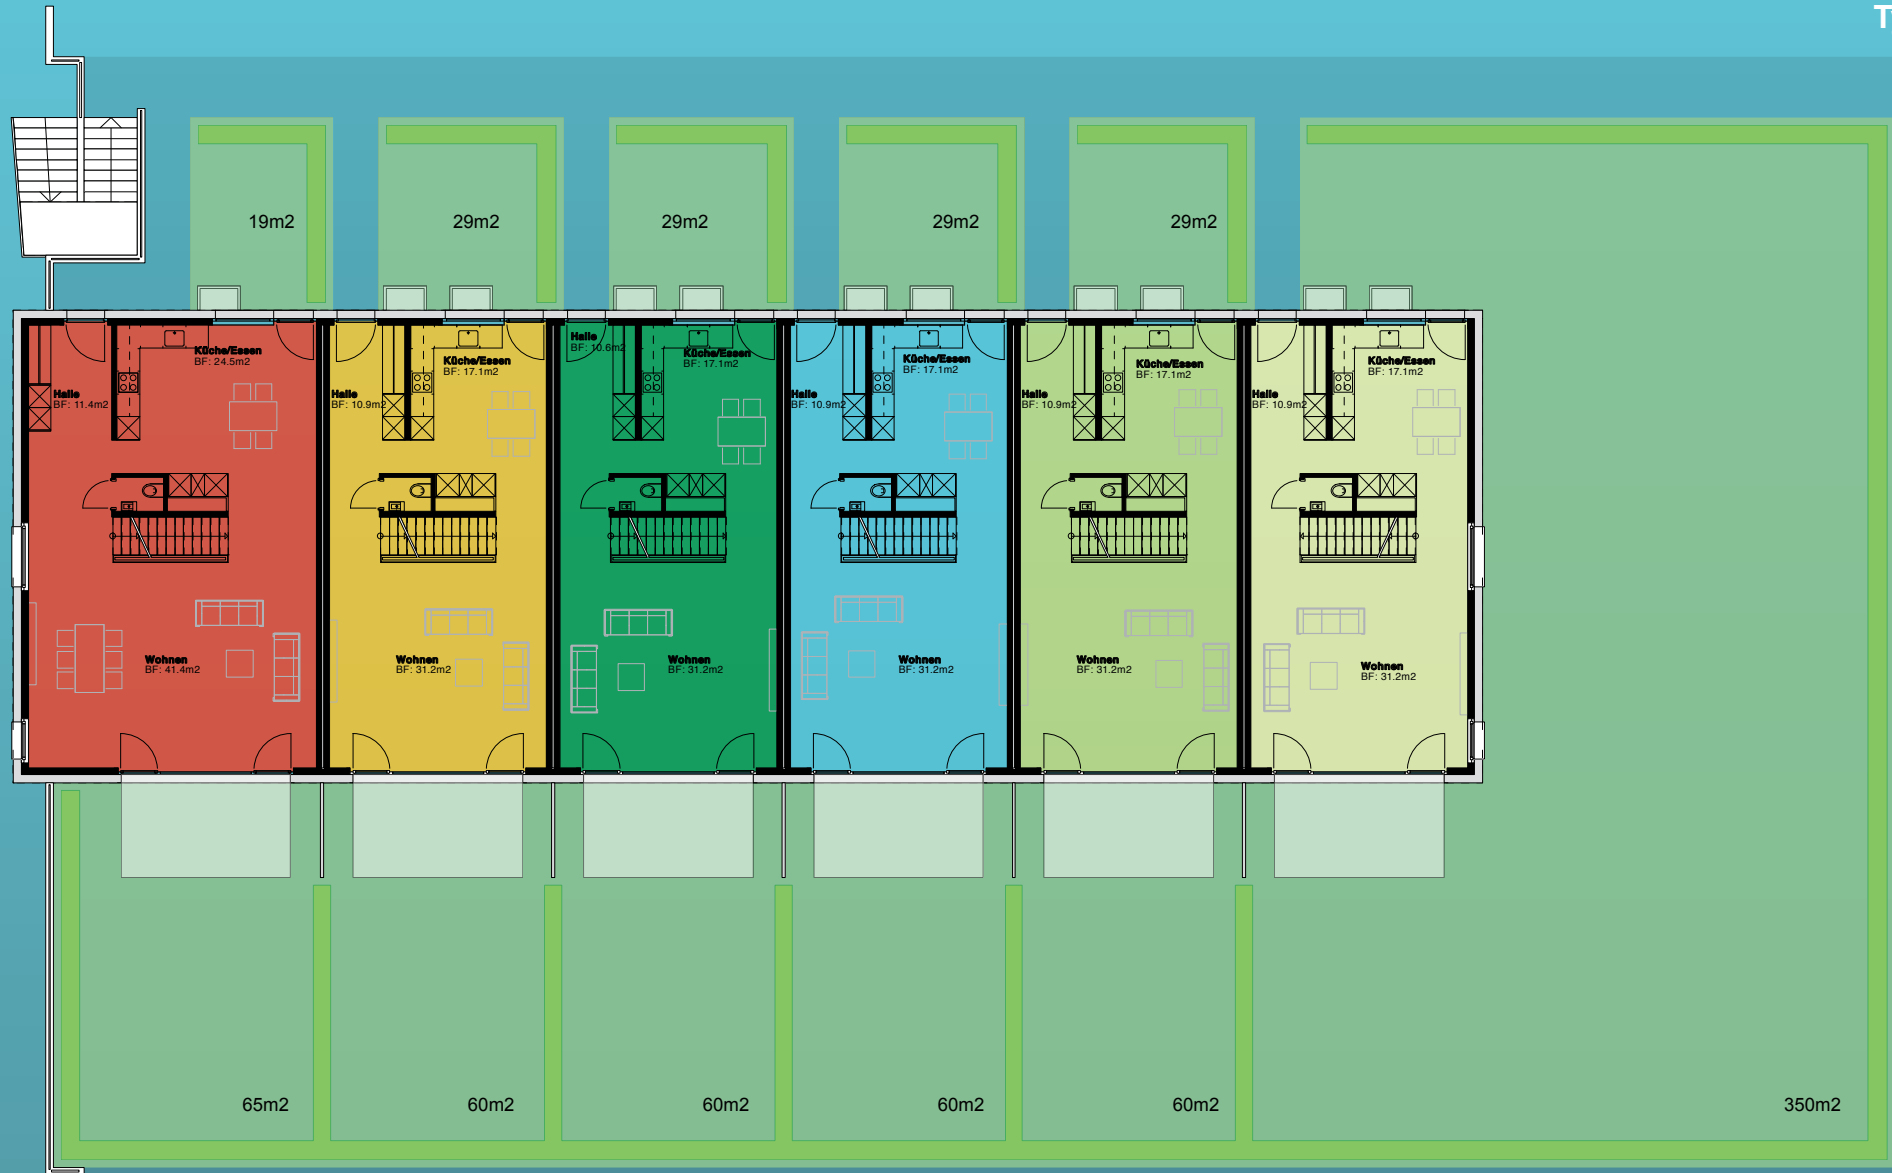 19m2
29m2
29m2
29m2
29m2
Küche/Essen
BF: 24.5m2
Halle
BF: 11.4m2
Wohnen
BF: 41.4m2
Küche/Essen
BF: 17.1m2
Halle
BF: 10.9m2
Wohnen
BF: 31.2m2
Halle
BF: 10.6m2
Küche/Essen
BF: 17.1m2
Wohnen
BF: 31.2m2
Küche/Essen
BF: 17.1m2
Halle
BF: 10.9m2
Wohnen
BF: 31.2m2
Küche/Essen
BF: 17.1m2
Halle
BF: 10.9m2
Wohnen
BF: 31.2m2
Küche/Essen
BF: 17.1m2
Halle
BF: 10.9m2
Wohnen
BF: 31.2m2
65m2
60m2
60m2
60m2
60m2
350m2